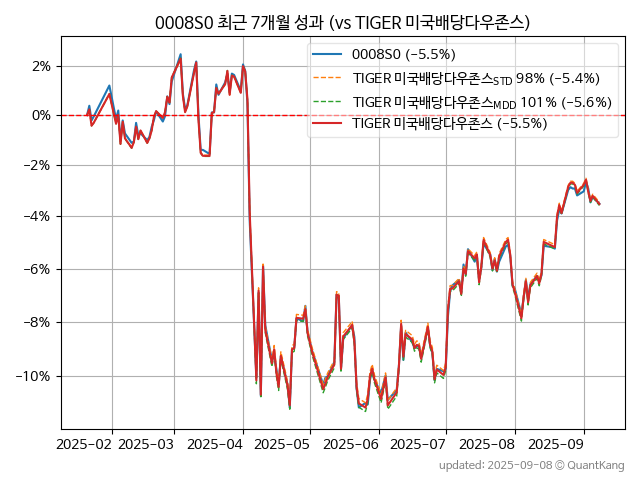 0008S0 최근 7개월 성과 (vs TIGER 미국배당다우존스)
0008S0 (−5.5%)
TIGER 미국배당다우존스STD 98% (−5.4%)
TIGER 미국배당다우존스MDD 101% (−5.6%)
TIGER 미국배당다우존스 (−5.5%)
2%
0%
−2%
−4%
−6%
−8%
−10%
2025-02 2025-03 2025-04 2025-05 2025-06 2025-07 2025-08 2025-09
updated: 2025-09-08 © QuantKang